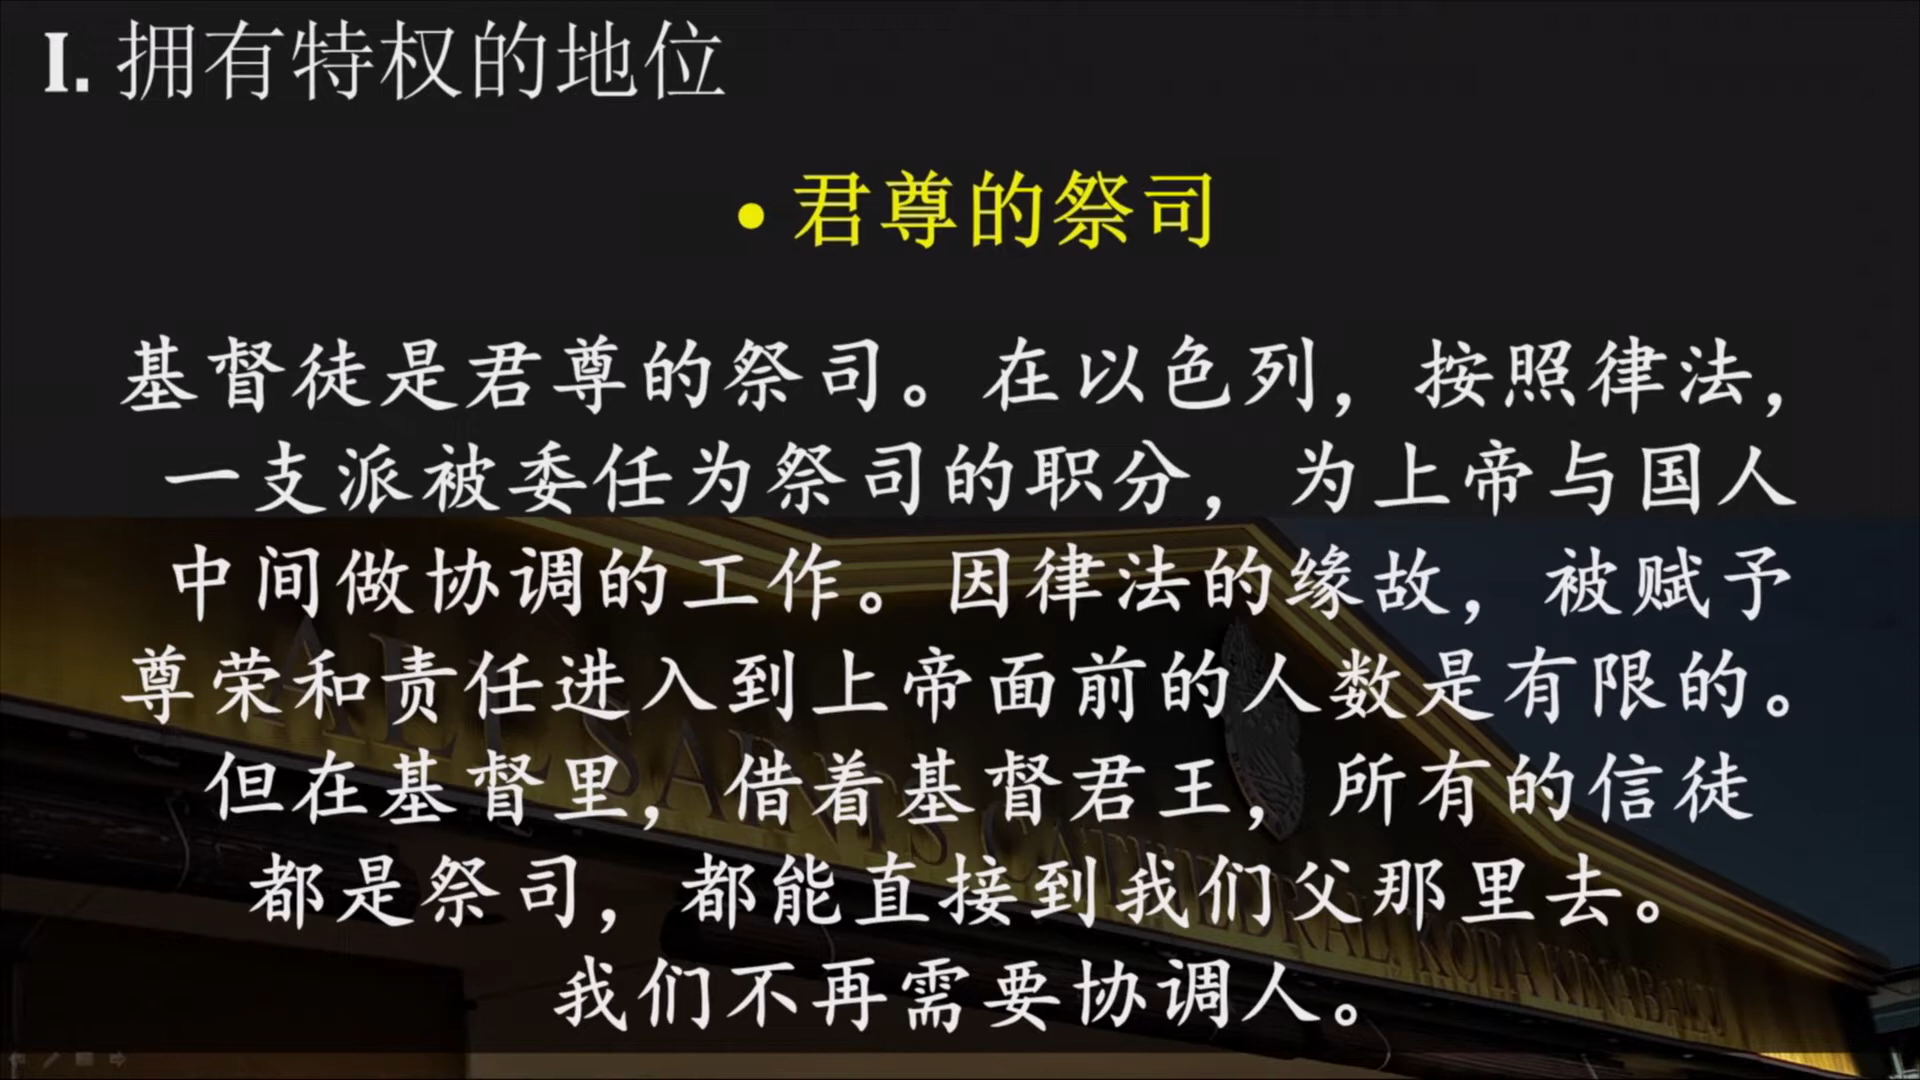 I. 拥有特权的地位
• 君尊的祭司
基督徒是君尊的祭司。在以色列，按照律法，
一支派被委任为祭司的职分，为上帝与国人
中间做协调的工作。因律法的缘故，被赋予
尊荣和责任进入到上帝面前的人数是有限的。
但在基督里，借着基督君王，所有的信徒
都是祭司，都能直接到我们父那里去。
我们不再需要协调人。
ALL SAINTS CATHEDRAL, KOTA KINABALU